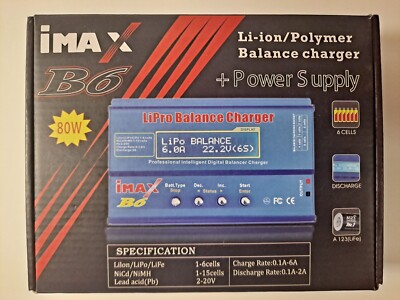 iMAX
B6
80W
Li-ion/Polymer
Balance charger
+Power Supply
LiPro Balance Charger
DISPLAY
LiPo BALANCE
6.0A 22.2V(6S)
Professional Intelligent Digital Balancer Charger
Batt.Type
Dec.
Inc.
Start
Stop
Status
Enter
iMAX
B6
CE
6 CELLS
DISCHARGE
A 123(LiFe)
SPECIFICATION
LiIon/LiPo/LiFe 1-6cells
NiCd/NiMH 1-15cells
Lead acid(Pb) 2-20V
Charge Rate:0.1A-6A
Discharge Rate:0.1A-2A